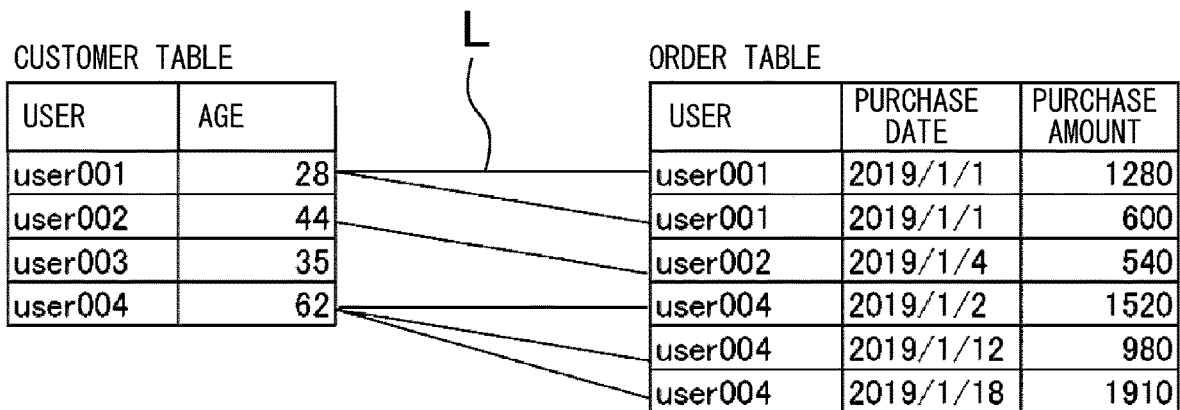 L
CUSTOMER TABLE
USER AGE
user001 28
user002 44
user003 35
user004 62
ORDER TABLE
USER PURCHASE DATE PURCHASE AMOUNT
user001 2019/1/1 1280
user001 2019/1/1 600
user002 2019/1/4 540
user004 2019/1/2 1520
user004 2019/1/12 980
user004 2019/1/18 1910